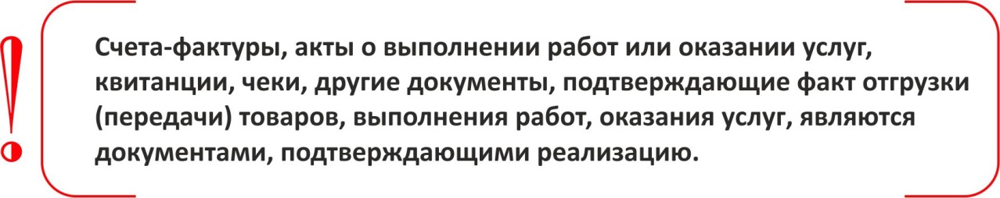 Счета-фактуры, акты о выполнении работ или оказании услуг,
квитанции, чеки, другие документы, подтверждающие факт отгрузки
(передачи) товаров, выполнения работ, оказания услуг, являются
документами, подтверждающими реализацию.